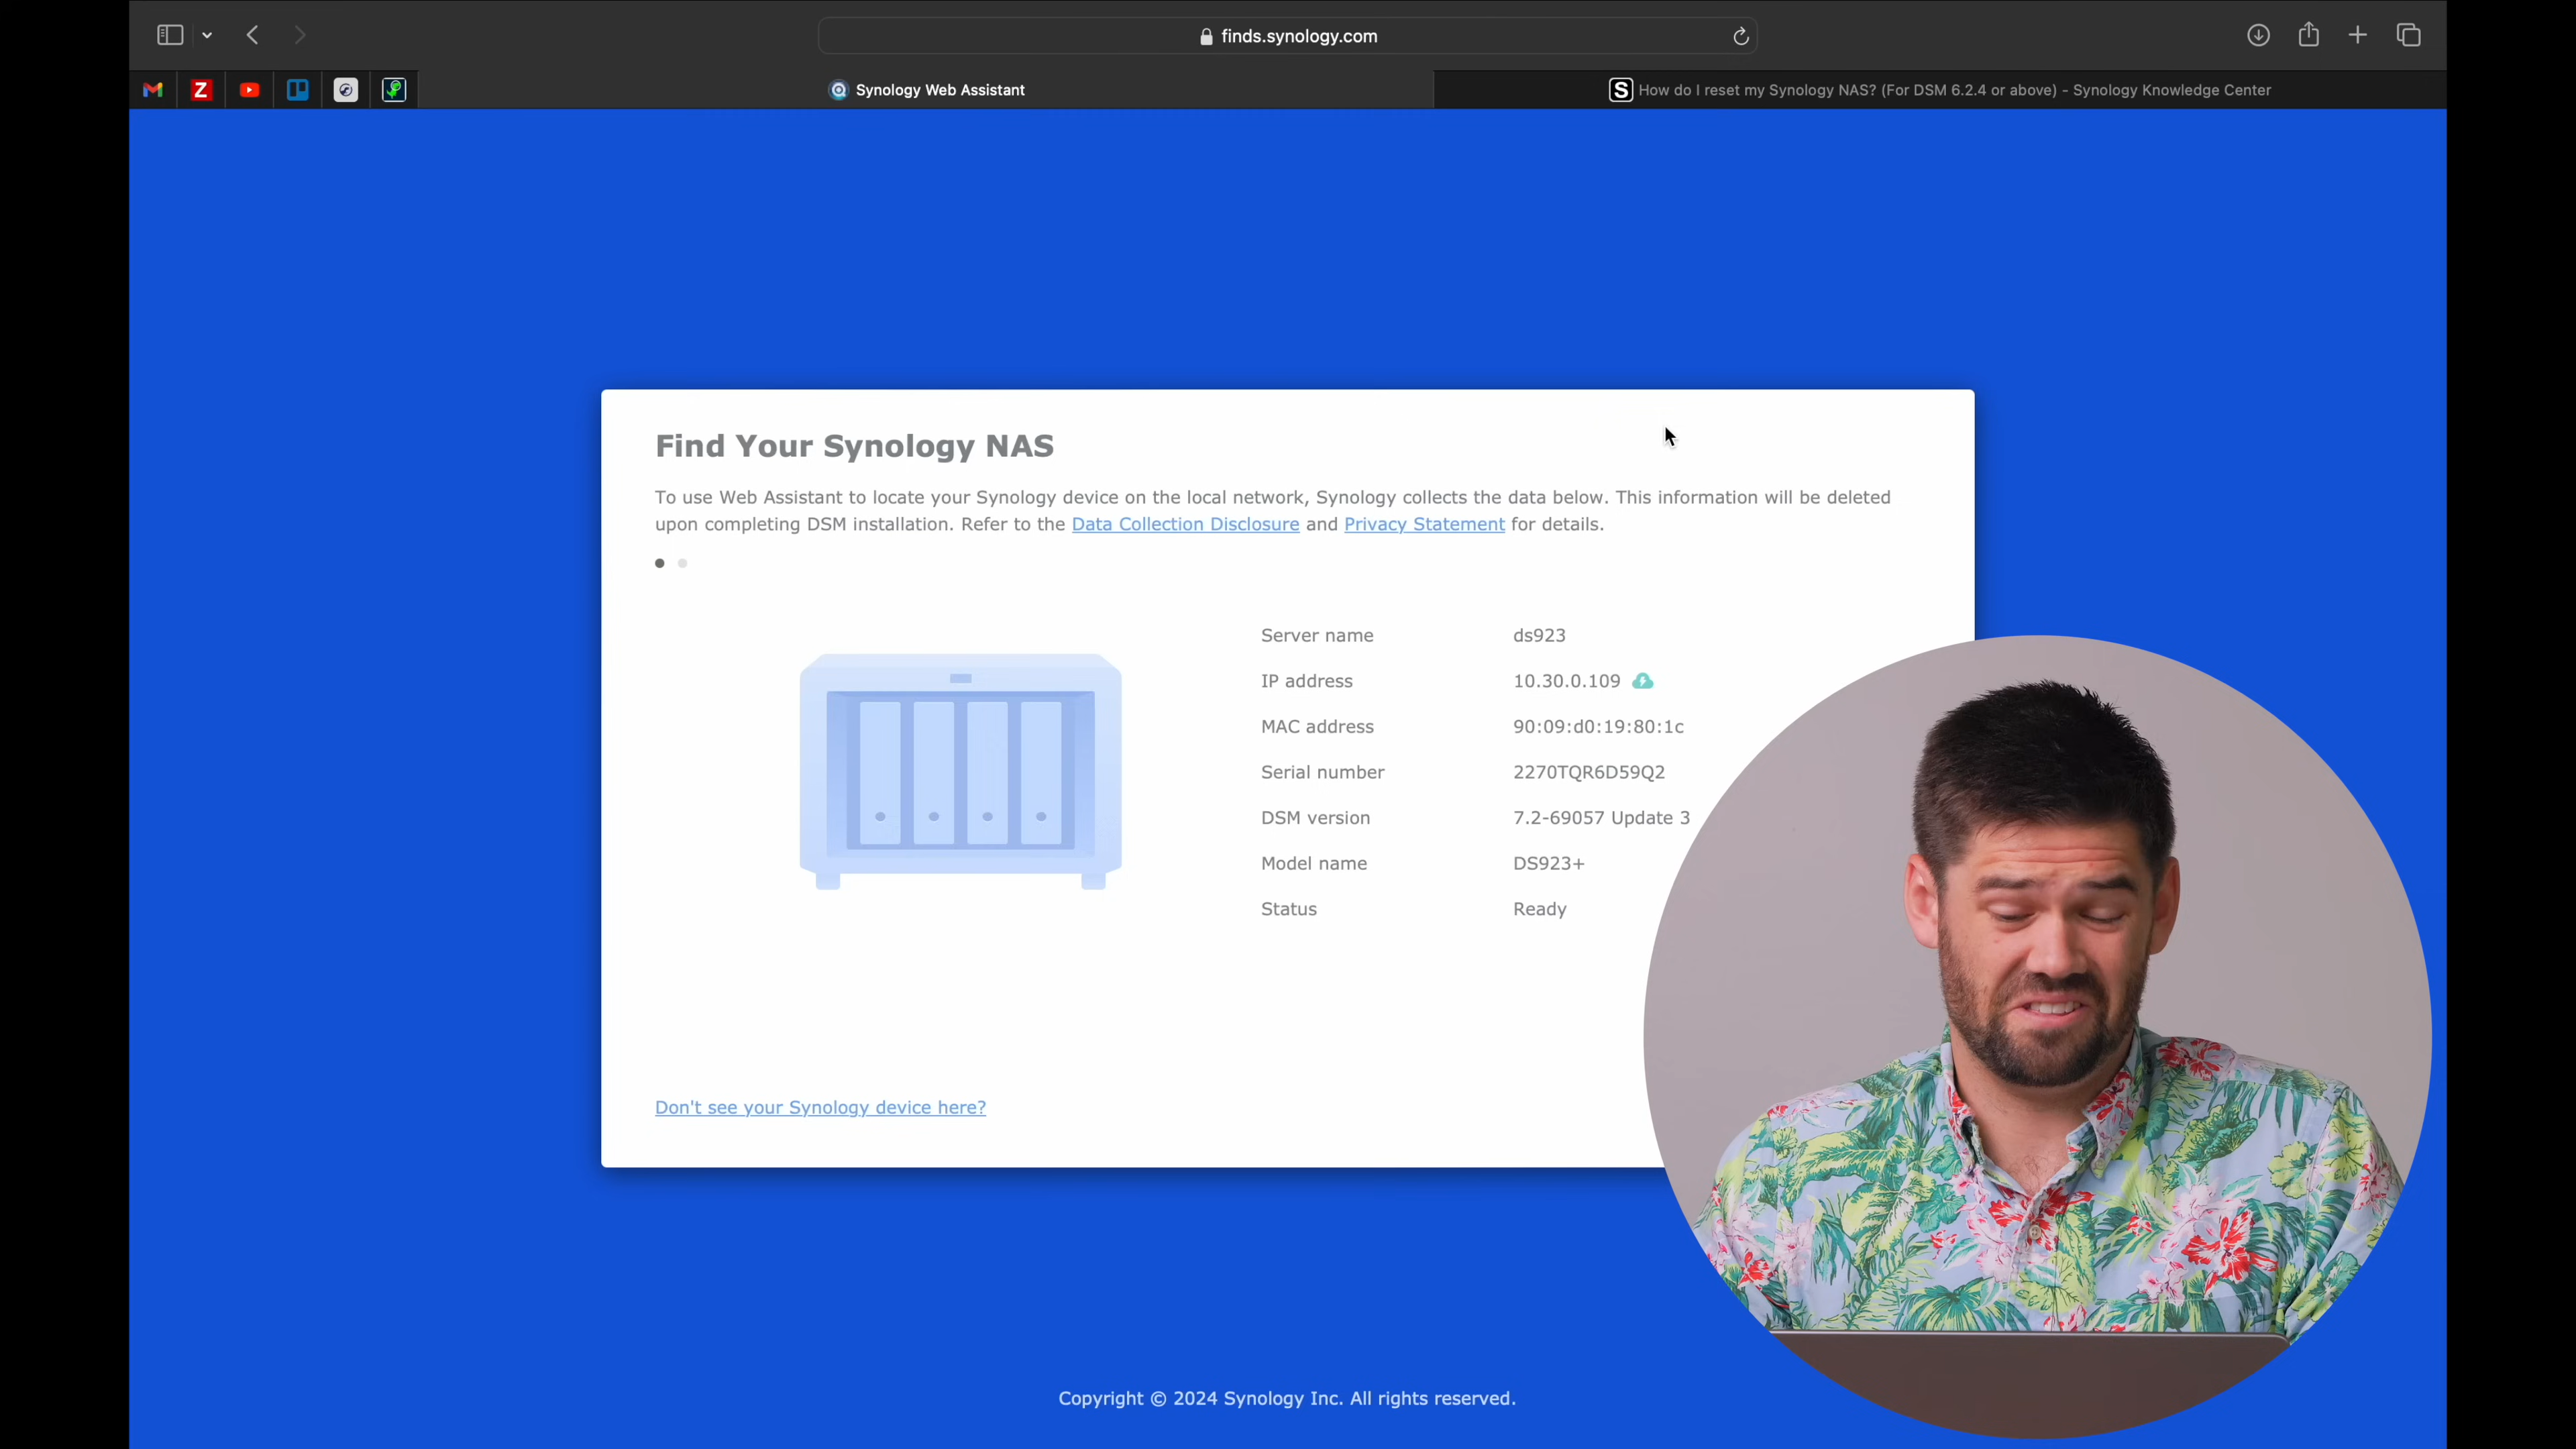 finds.synology.com
Synology Web Assistant
How do I reset my Synology NAS? (For DSM 6.2.4 or above) - Synology Knowledge Center
Find Your Synology NAS
To use Web Assistant to locate your Synology device on the local network, Synology collects the data below. This information will be deleted
upon completing DSM installation. Refer to the Data Collection Disclosure and Privacy Statement for details.
Server name ds923
IP address 10.30.0.109
MAC address 90:09:d0:19:80:1c
Serial number 2270TQR6D59Q2
DSM version 7.2-69057 Update 3
Model name DS923+
Status Ready
Don't see your Synology device here?
Copyright © 2024 Synology Inc. All rights reserved.